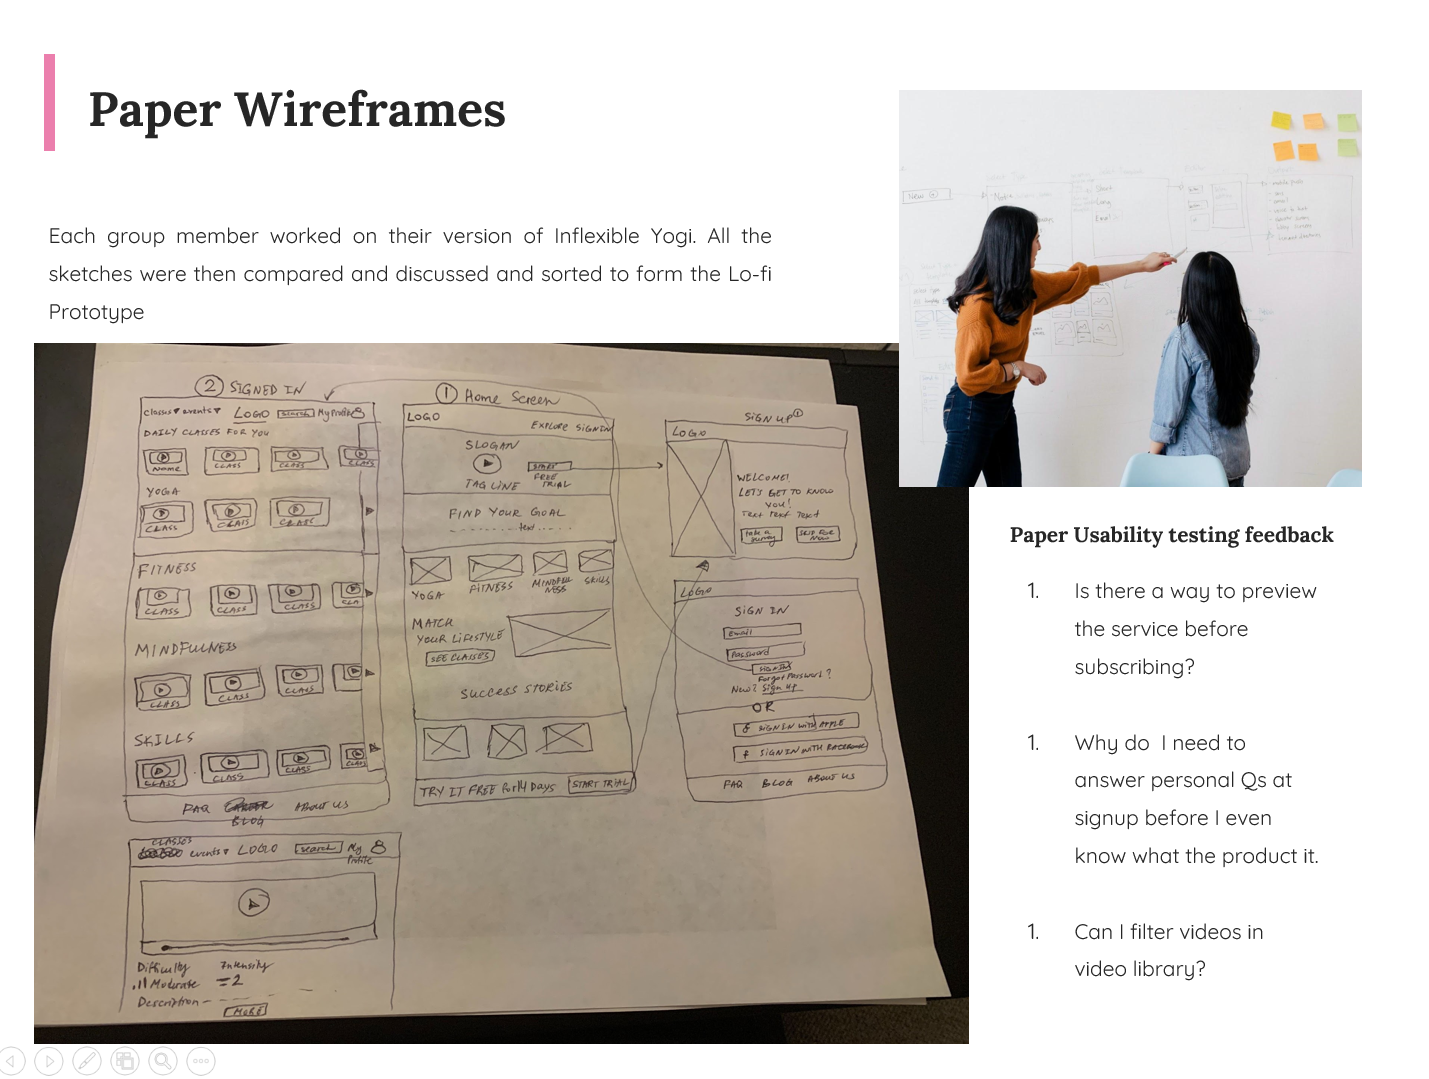 Paper Wireframes
Each group member worked on their version of Inflexible Yogi. All the
sketches were then compared and discussed and sorted to form the Lo-fi
Prototype
2 SIGNED IN
classes events LOGO search My Profile
DAILY CLASSES FOR YOU
NAME CLASS CLASS CLASS
YOGA
CLASS CLASS CLASS
FITNESS
CLASS CLASS CLASS CLA
MINDFULNESS
CLASS CLASS CLASS
SKILLS
CLASS CLASS CLASS CLAS
FAQ ABOUT US
BLOG
CLASSES
events LOGO search My
Profile
Difficulty Intensity
Moderate =2
Description
MORE
1 Home Screen
LOGO
EXPLORE SIGN IN
SLOGAN
START
FREE
TRIAL
TAG LINE
FIND YOUR GOAL
text
YOGA FITNESS MINDFUL
NESS SKILLS
MATCH
YOUR LIFESTYLE
SEE CLASSES
SUCCESS STORIES
TRY IT FREE For 14 Days START TRIAL
SIGN UP 1
LOGO
WELCOME!
LET'S GET TO KNOW
YOU!
Text Text Text
TAKE A
Survey
SKIP FOR
Now
LOGO
SIGN IN
Email
Password
SIGN IN
Forgot Password?
New? Sign Up
OR
SIGN IN WITH APPLE
f SIGN IN WITH FACEBOOK
FAQ BLOG ABOUT US
New
Paper Usability testing feedback
1. Is there a way to preview
the service before
subscribing?
1. Why do I need to
answer personal Qs at
signup before I even
know what the product it.
1. Can I filter videos in
video library?